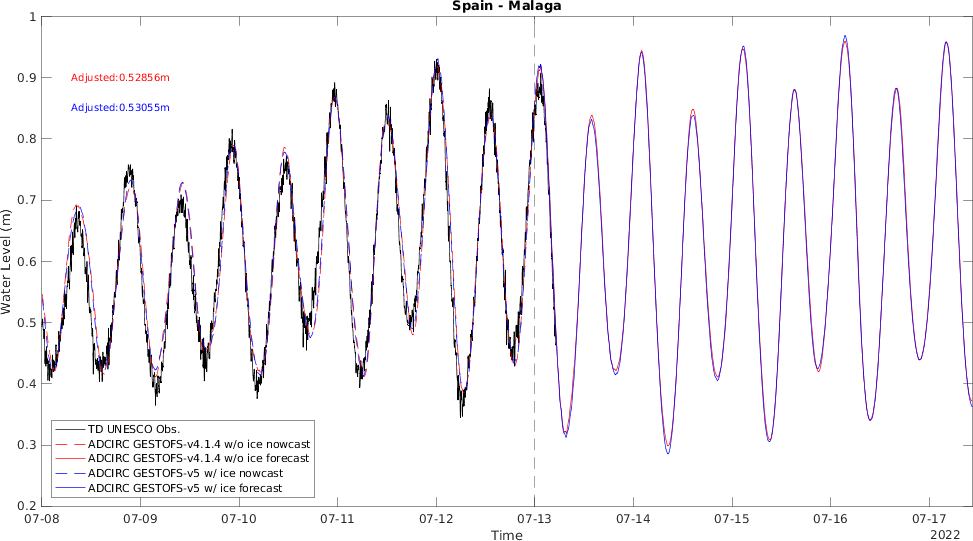 Spain - Malaga
1
0.9
0.8
0.7
0.6
0.5
0.4
0.3
0.2
Water Level (m)
Adjusted:0.52856m
Adjusted:0.53055m
TD UNESCO Obs.
ADCIRC GESTOFS-v4.1.4 w/o ice nowcast
ADCIRC GESTOFS-v4.1.4 w/o ice forecast
ADCIRC GESTOFS-v5 w/ ice nowcast
ADCIRC GESTOFS-v5 w/ ice forecast
07-08 07-09 07-10 07-11 07-12 07-13 07-14 07-15 07-16 07-17
Time
2022